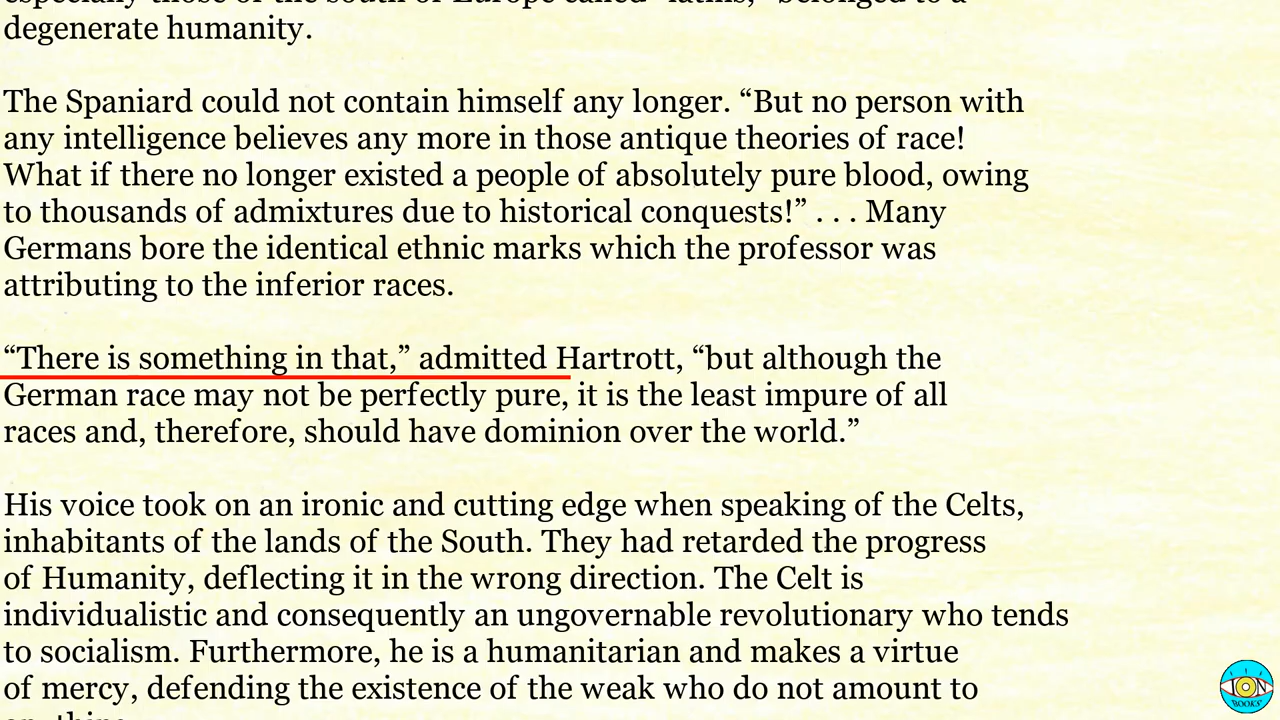 degenerate humanity.
The Spaniard could not contain himself any longer. “But no person with
any intelligence believes any more in those antique theories of race!
What if there no longer existed a people of absolutely pure blood, owing
to thousands of admixtures due to historical conquests!” . . . Many
Germans bore the identical ethnic marks which the professor was
attributing to the inferior races.
“There is something in that,” admitted Hartrott, “but although the
German race may not be perfectly pure, it is the least impure of all
races and, therefore, should have dominion over the world.”
His voice took on an ironic and cutting edge when speaking of the Celts,
inhabitants of the lands of the South. They had retarded the progress
of Humanity, deflecting it in the wrong direction. The Celt is
individualistic and consequently an ungovernable revolutionary who tends
to socialism. Furthermore, he is a humanitarian and makes a virtue
of mercy, defending the existence of the weak who do not amount to
ION
BOOKS